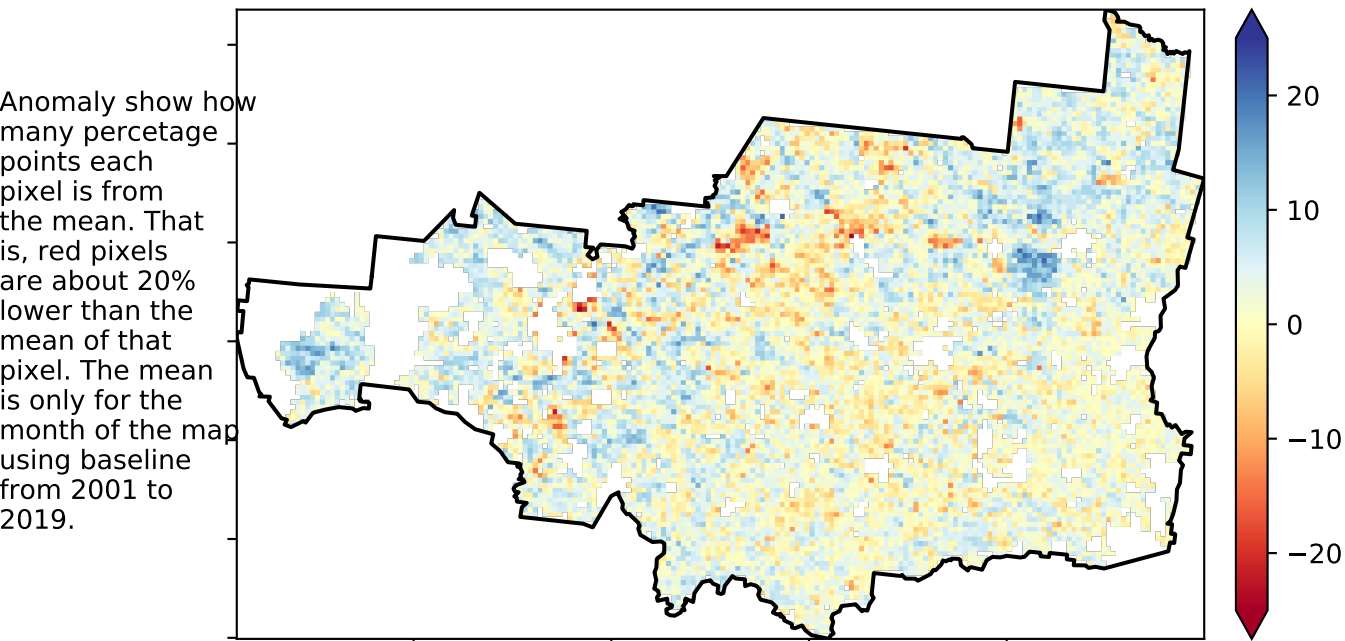 Anomaly show how
many percetage
points each
pixel is from
the mean. That
is, red pixels
are about 20%
lower than the
mean of that
pixel. The mean
is only for the
month of the map
using baseline
from 2001 to
2019.
20
10
0
−10
−20